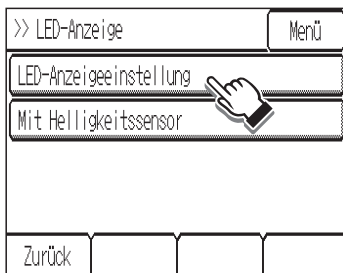 >> LED-Anzeige Menü
LED-Anzeigeeinstellung
Mit Helligkeitssensor
Zurück